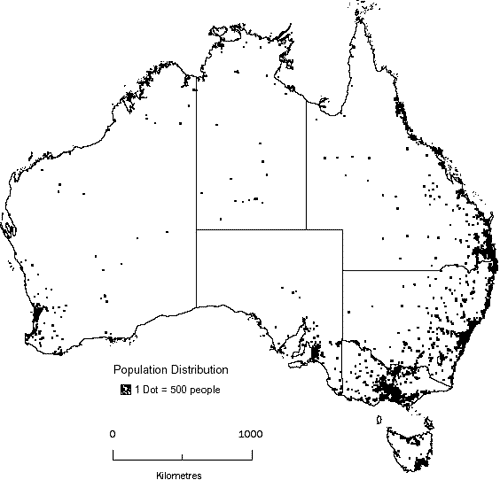 Population Distribution
1 Dot = 500 people
0 1000
Kilometres